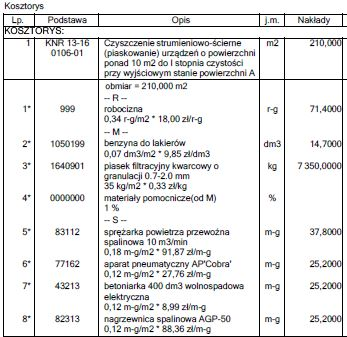 Kosztorys
Lp. Podstawa Opis j.m. Nakłady
KOSZTORYS:
1 KNR 13-16 Czyszczenie strumieniowo-ścierne m2 210,000
0106-01 (piaskowanie) urządzeń o powierzchni
ponad 10 m2 do I stopnia czystości
przy wyjściowym stanie powierzchni A
obmiar = 210,000 m2
-- R --
1* 999 robocizna r-g 71,4000
0,34 r-g/m2 * 18,00 zł/r-g
-- M --
2* 1050199 benzyna do lakierów dm3 14,7000
0,07 dm3/m2 * 9,85 zł/dm3
3* 1640901 piasek filtracyjny kwarcowy o kg 7 350,0000
granulacji 0.7-2.0 mm
35 kg/m2 * 0,33 zł/kg
4* 0000000 materiały pomocnicze(od M) %
1 %
-- S --
5* 83112 sprężarka powietrza przewoźna m-g 37,8000
spalinowa 10 m3/min
0,18 m-g/m2 * 91,87 zł/m-g
6* 77162 aparat pneumatyczny AP'Cobra' m-g 25,2000
0,12 m-g/m2 * 27,76 zł/m-g
7* 43213 betoniarka 400 dm3 wolnospadowa m-g 25,2000
elektryczna
0,12 m-g/m2 * 8,99 zł/m-g
8* 82313 nagrzewnica spalinowa AGP-50 m-g 25,2000
0,12 m-g/m2 * 88,36 zł/m-g